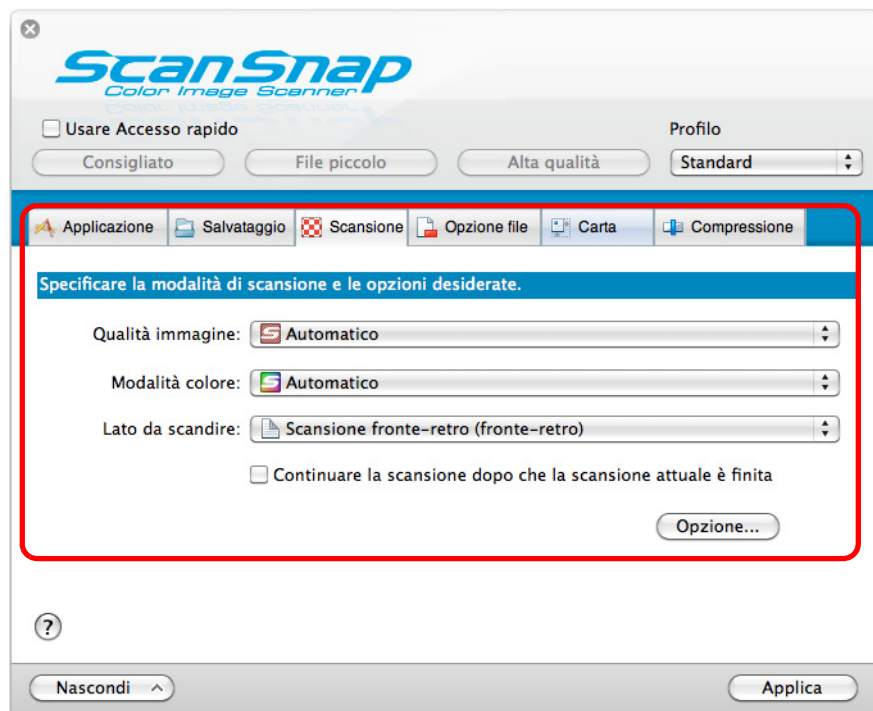 ScanSnap
Color Image Scanner
Usare Accesso rapido
Profilo
Consigliato File piccolo Alta qualità Standard
Applicazione Salvataggio Scansione Opzione file Carta Compressione
Specificare la modalità di scansione e le opzioni desiderate.
Qualità immagine: Automatico
Modalità colore: Automatico
Lato da scandire: Scansione fronte-retro (fronte-retro)
Continuare la scansione dopo che la scansione attuale è finita
Opzione...
?
Nascondi Applica